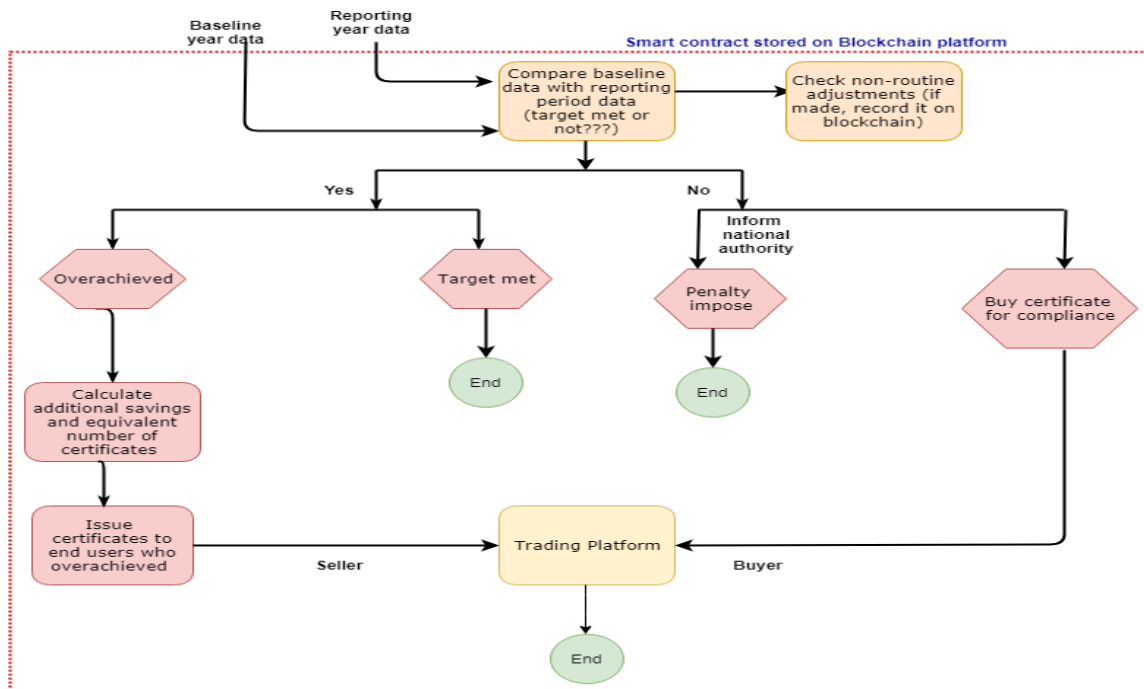 Reporting
year data
Baseline
year data
Smart contract stored on Blockchain platform
Compare baseline
data with reporting
period data
(target met or
not???)
Check non-routine
adjustments (if
made, record it on
blockchain)
Yes
No
Inform
national
authority
Overachieved
Target met
Penalty
impose
Buy certificate
for compliance
End
End
Calculate
additional savings
and equivalent
number of
certificates
Issue
certificates to
end users who
overachieved
Seller
Trading Platform
Buyer
End